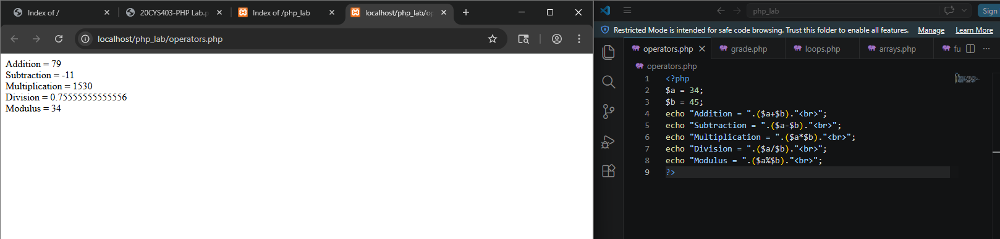 Index of /
20CYS403-PHP Lab.p
Index of /php_lab
localhost/php_lab/op
localhost/php_lab/operators.php
Addition = 79
Subtraction = -11
Multiplication = 1530
Division = 0.75555555555556
Modulus = 34
php_lab
Sign
Restricted Mode is intended for safe code browsing. Trust this folder to enable all features. Manage Learn More
operators.php
grade.php
loops.php
arrays.php
fu
operators.php
1 <?php
2 $a = 34;
3 $b = 45;
4 echo "Addition = ".($a+$b)."<br>";
5 echo "Subtraction = ".($a-$b)."<br>";
6 echo "Multiplication = ".($a*$b)."<br>";
7 echo "Division = ".($a/$b)."<br>";
8 echo "Modulus = ".($a%$b)."<br>";
9 ?>